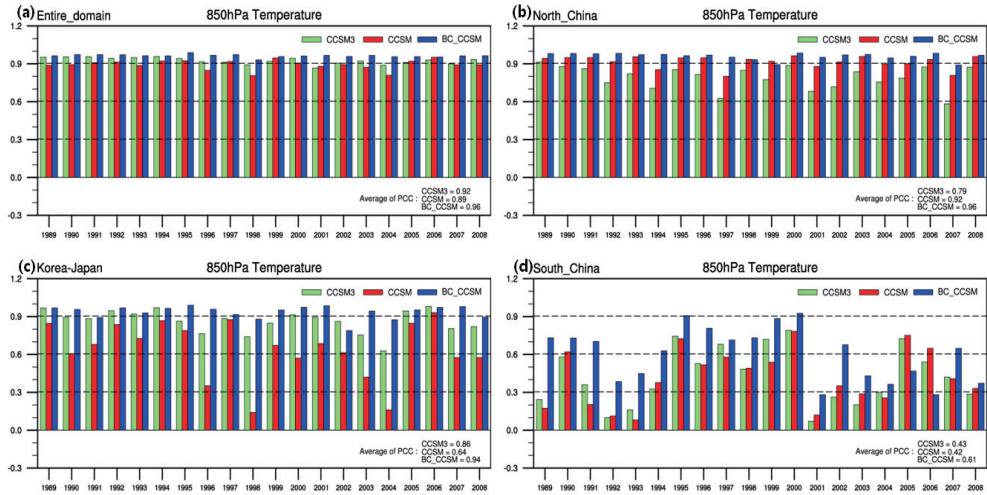 (a) Entire_domain 850hPa Temperature
CCSM3 CCSM BC_CCSM
1.2
0.9
0.6
0.3
0.0
-0.3
Average of PCC : CCSM3 = 0.92
CCSM = 0.89
BC_CCSM = 0.96
1989 1990 1991 1992 1993 1994 1995 1996 1997 1998 1999 2000 2001 2002 2003 2004 2005 2006 2007 2008
(b) North_China 850hPa Temperature
CCSM3 CCSM BC_CCSM
1.2
0.9
0.6
0.3
0.0
-0.3
Average of PCC : CCSM3 = 0.79
CCSM = 0.92
BC_CCSM = 0.96
1989 1990 1991 1992 1993 1994 1995 1996 1997 1998 1999 2000 2001 2002 2003 2004 2005 2006 2007 2008
(c) Korea-Japan 850hPa Temperature
CCSM3 CCSM BC_CCSM
1.2
0.9
0.6
0.3
0.0
-0.3
Average of PCC : CCSM3 = 0.86
CCSM = 0.64
BC_CCSM = 0.94
1989 1990 1991 1992 1993 1994 1995 1996 1997 1998 1999 2000 2001 2002 2003 2004 2005 2006 2007 2008
(d) South_China 850hPa Temperature
CCSM3 CCSM BC_CCSM
1.2
0.9
0.6
0.3
0.0
-0.3
Average of PCC : CCSM3 = 0.43
CCSM = 0.42
BC_CCSM = 0.61
1989 1990 1991 1992 1993 1994 1995 1996 1997 1998 1999 2000 2001 2002 2003 2004 2005 2006 2007 2008